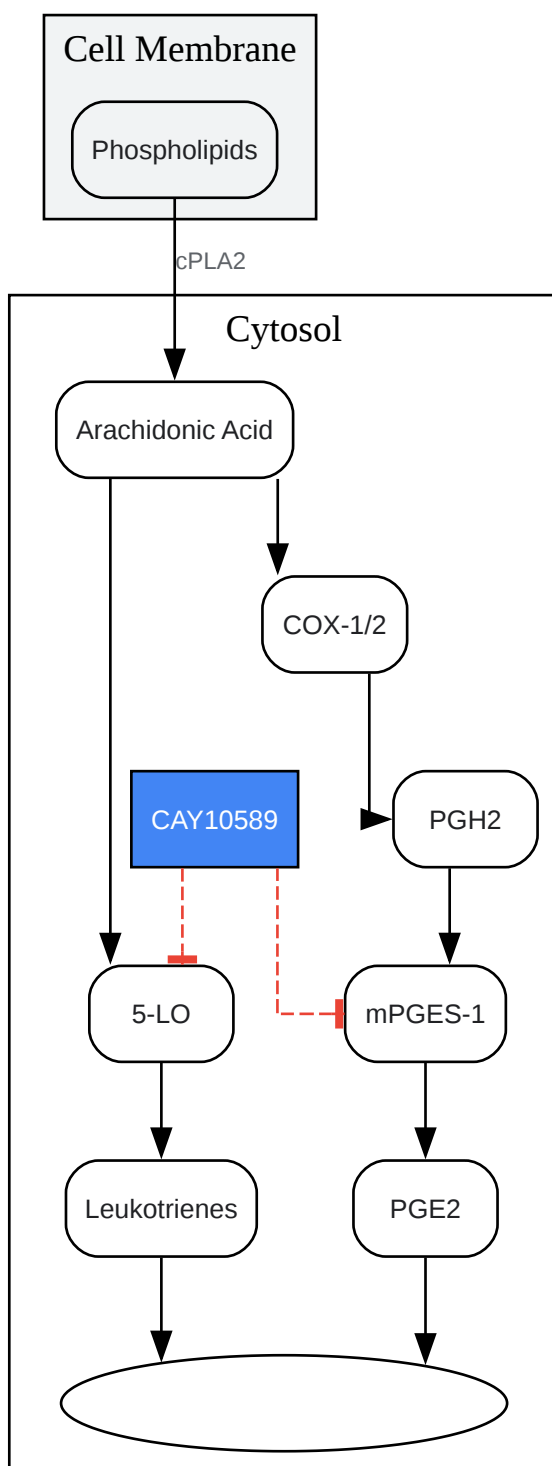 Cell Membrane
Phospholipids
cPLA2
Cytosol
Arachidonic Acid
COX-1/2
CAY10589
PGH2
5-LO
mPGES-1
Leukotrienes
PGE2